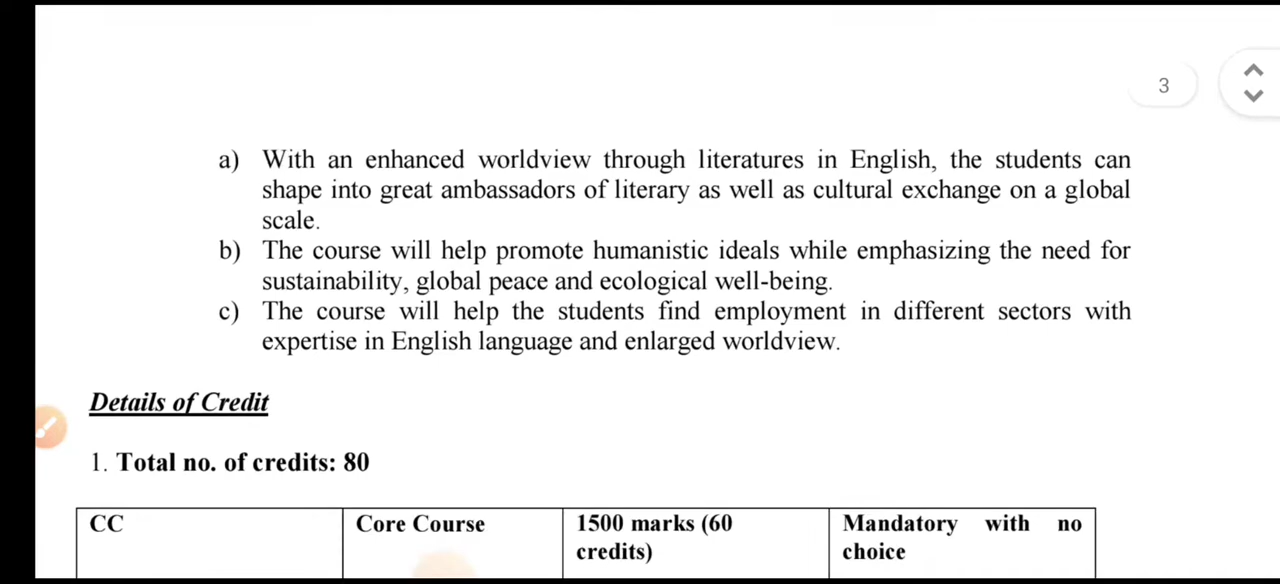 3
a) With an enhanced worldview through literatures in English, the students can
shape into great ambassadors of literary as well as cultural exchange on a global
scale.
b) The course will help promote humanistic ideals while emphasizing the need for
sustainability, global peace and ecological well-being.
c) The course will help the students find employment in different sectors with
expertise in English language and enlarged worldview.
Details of Credit
1. Total no. of credits: 80
CC Core Course 1500 marks (60 Mandatory with no
credits) choice